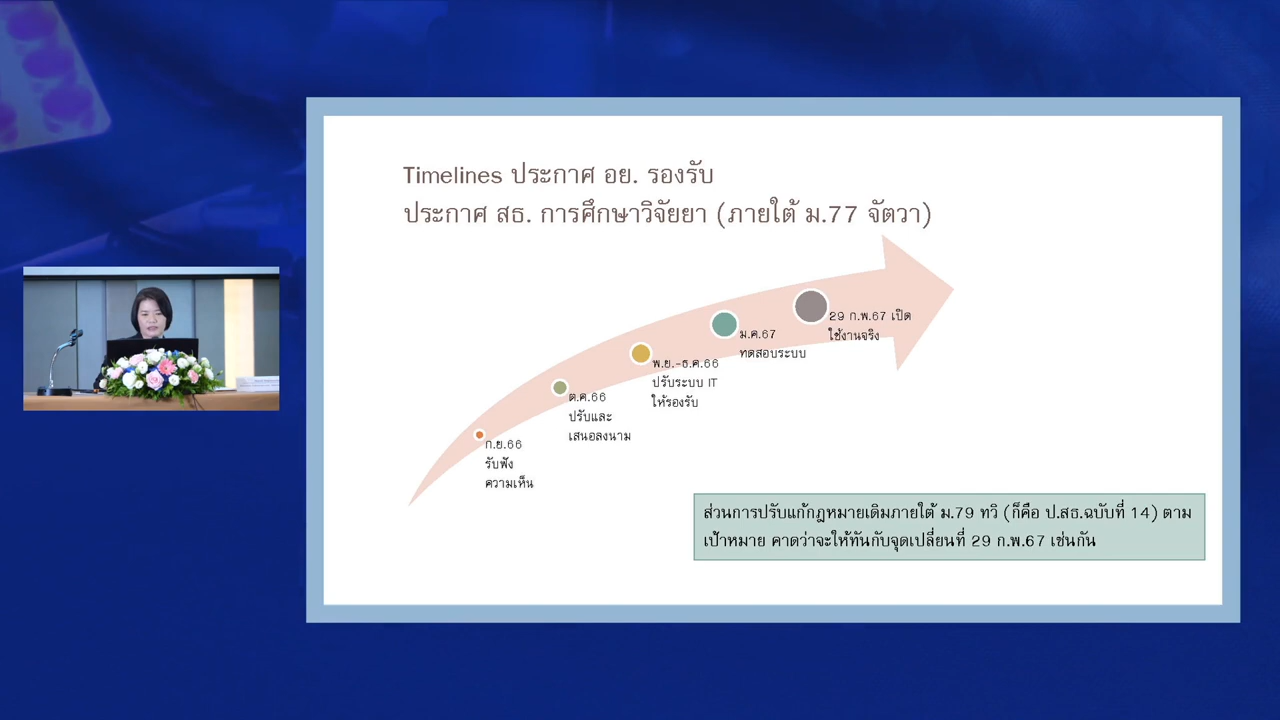 Timelines ประกาศ อย. รองรับ
ประกาศ สธ. การศึกษาวิจัยยา (ภายใต้ ม.77 จัตวา)
ก.ย.66
รับฟัง
ความเห็น
ต.ค.66
ปรับและ
เสนอลงนาม
พ.ย.-ธ.ค.66
ปรับระบบ IT
ให้รองรับ
ม.ค.67
ทดสอบระบบ
29 ก.พ.67 เปิด
ใช้งานจริง
ส่วนการปรับแก้กฎหมายเดิมภายใต้ ม.79 ทวิ (ก็คือ ป.สธ.ฉบับที่ 14) ตาม
เป้าหมาย คาดว่าจะให้ทันกับจุดเปลี่ยนที่ 29 ก.พ.67 เช่นกัน